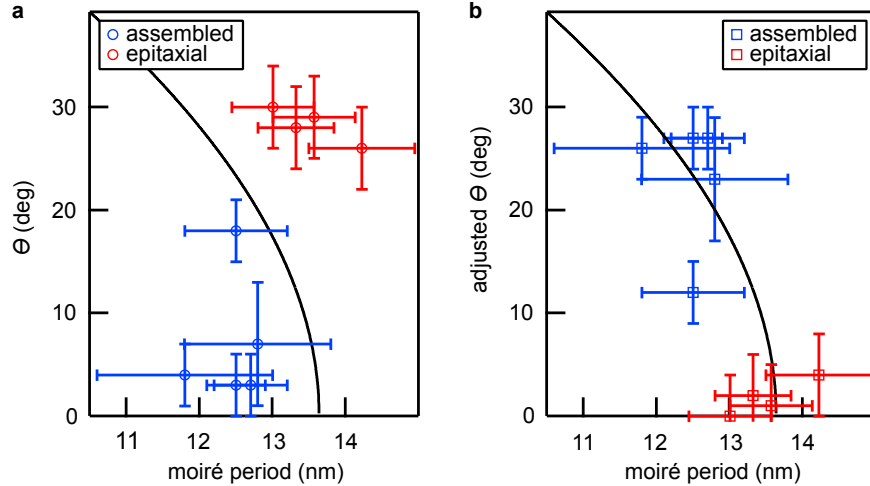 a
assembled
epitaxial
30
20
10
0
11
12
13
14
ϴ (deg)
moiré period (nm)
b
assembled
epitaxial
30
20
10
0
11
12
13
14
adjusted ϴ (deg)
moiré period (nm)